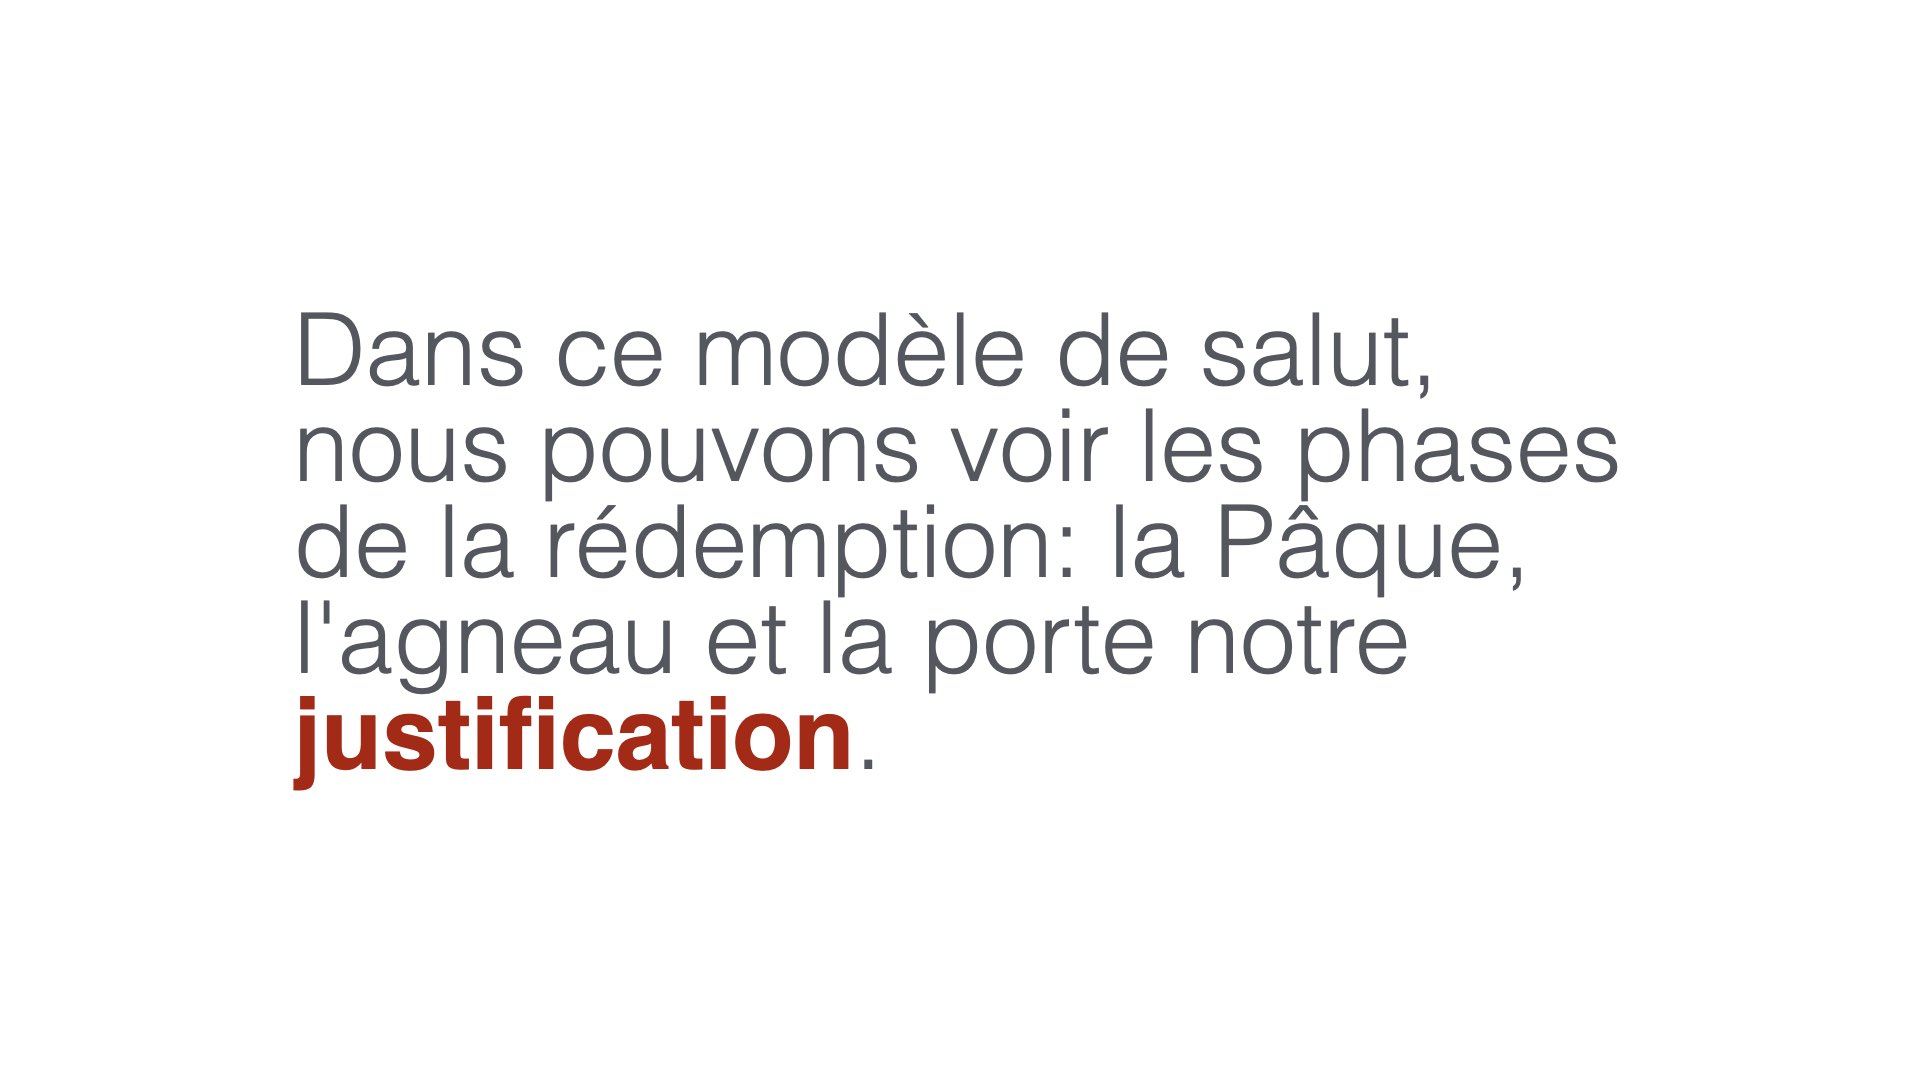 Dans ce modèle de salut,
nous pouvons voir les phases
de la rédemption: la Pâque,
l'agneau et la porte notre
justification.